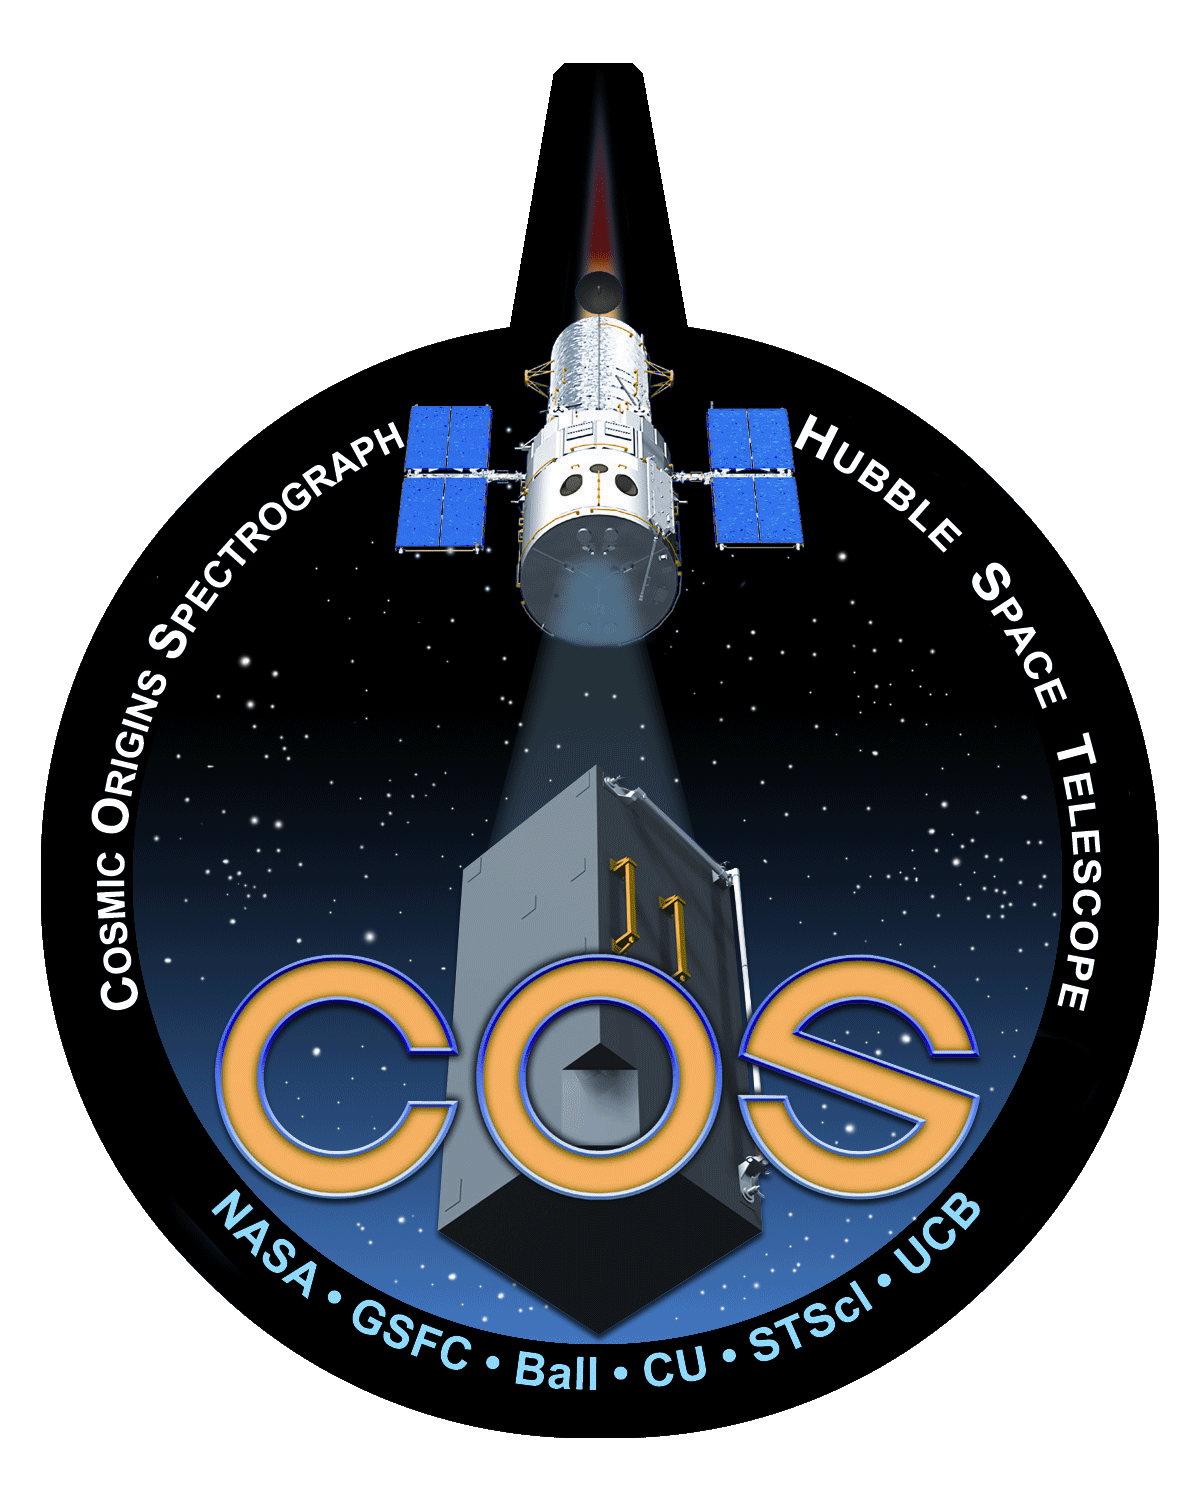 COSMIC ORIGINS SPECTROGRAPH
HUBBLE SPACE TELESCOPE
COS
NASA • GSFC • Ball • CU • STScI • UCB